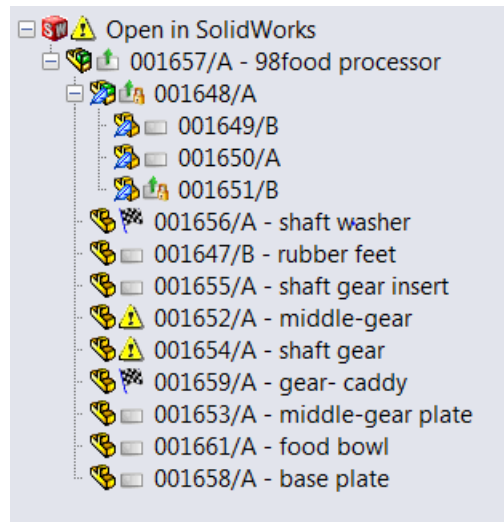 Open in SolidWorks
001657/A - 98food processor
001648/A
001649/B
001650/A
001651/B
001656/A - shaft washer
001647/B - rubber feet
001655/A - shaft gear insert
001652/A - middle-gear
001654/A - shaft gear
001659/A - gear- caddy
001653/A - middle-gear plate
001661/A - food bowl
001658/A - base plate